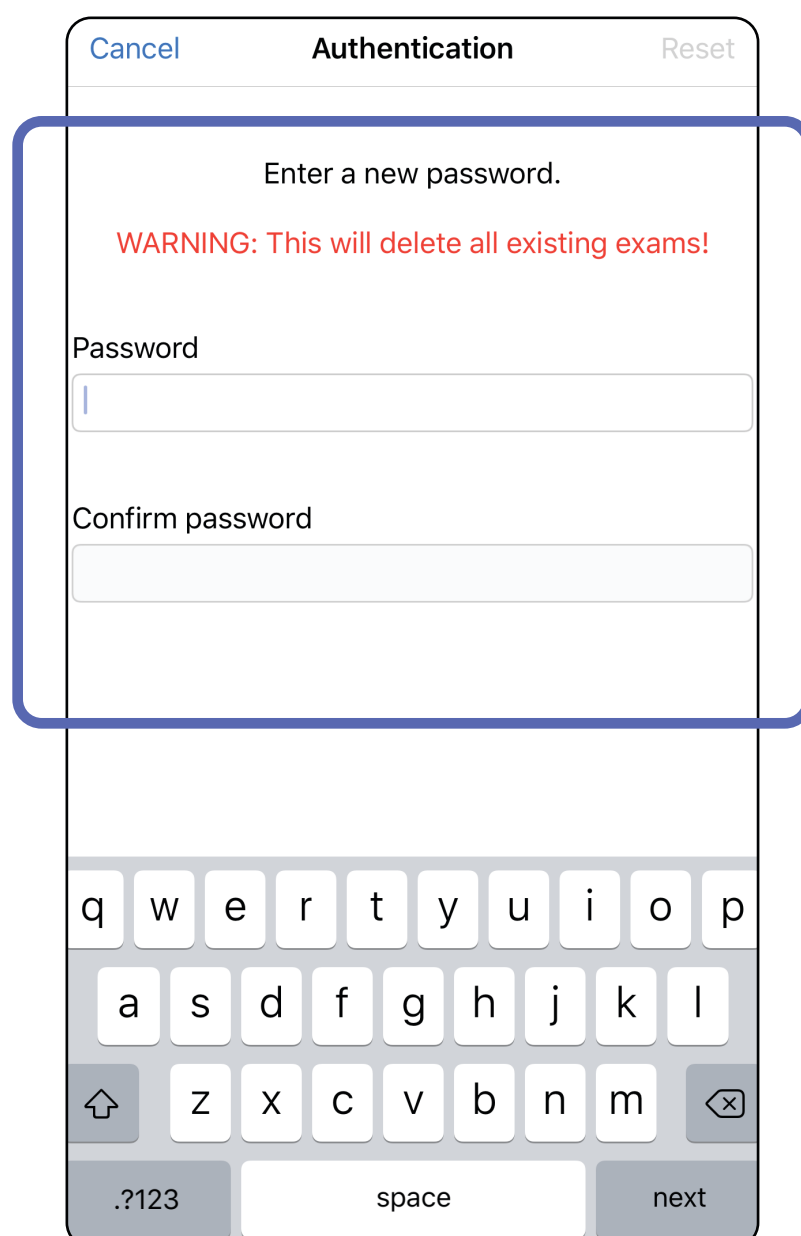 Cancel Authentication Reset
Enter a new password.
WARNING: This will delete all existing exams!
Password
Confirm password
q w e r t y u i o p
a s d f g h j k l
z x c v b n m
.?123 space next